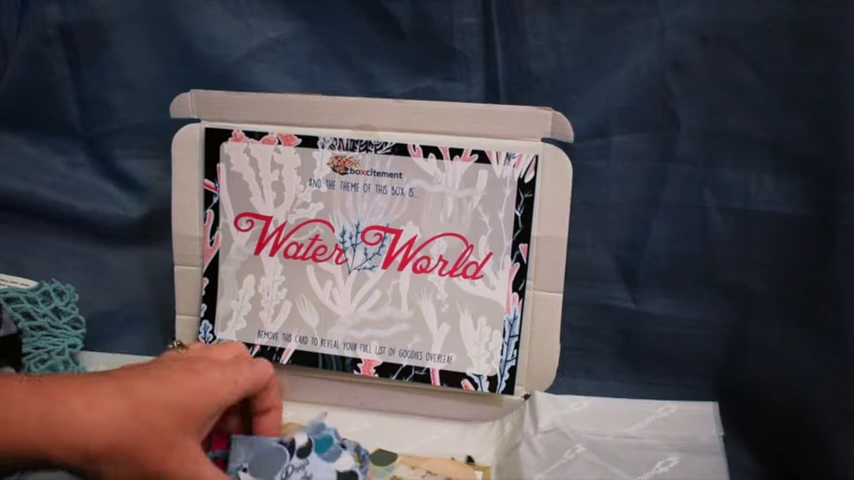 boxcitement
AND THE THEME OF THIS BOX IS...
Water World
REMOVE THIS CARD TO REVEAL YOUR FULL LIST OF GOODIES OVERLEAF